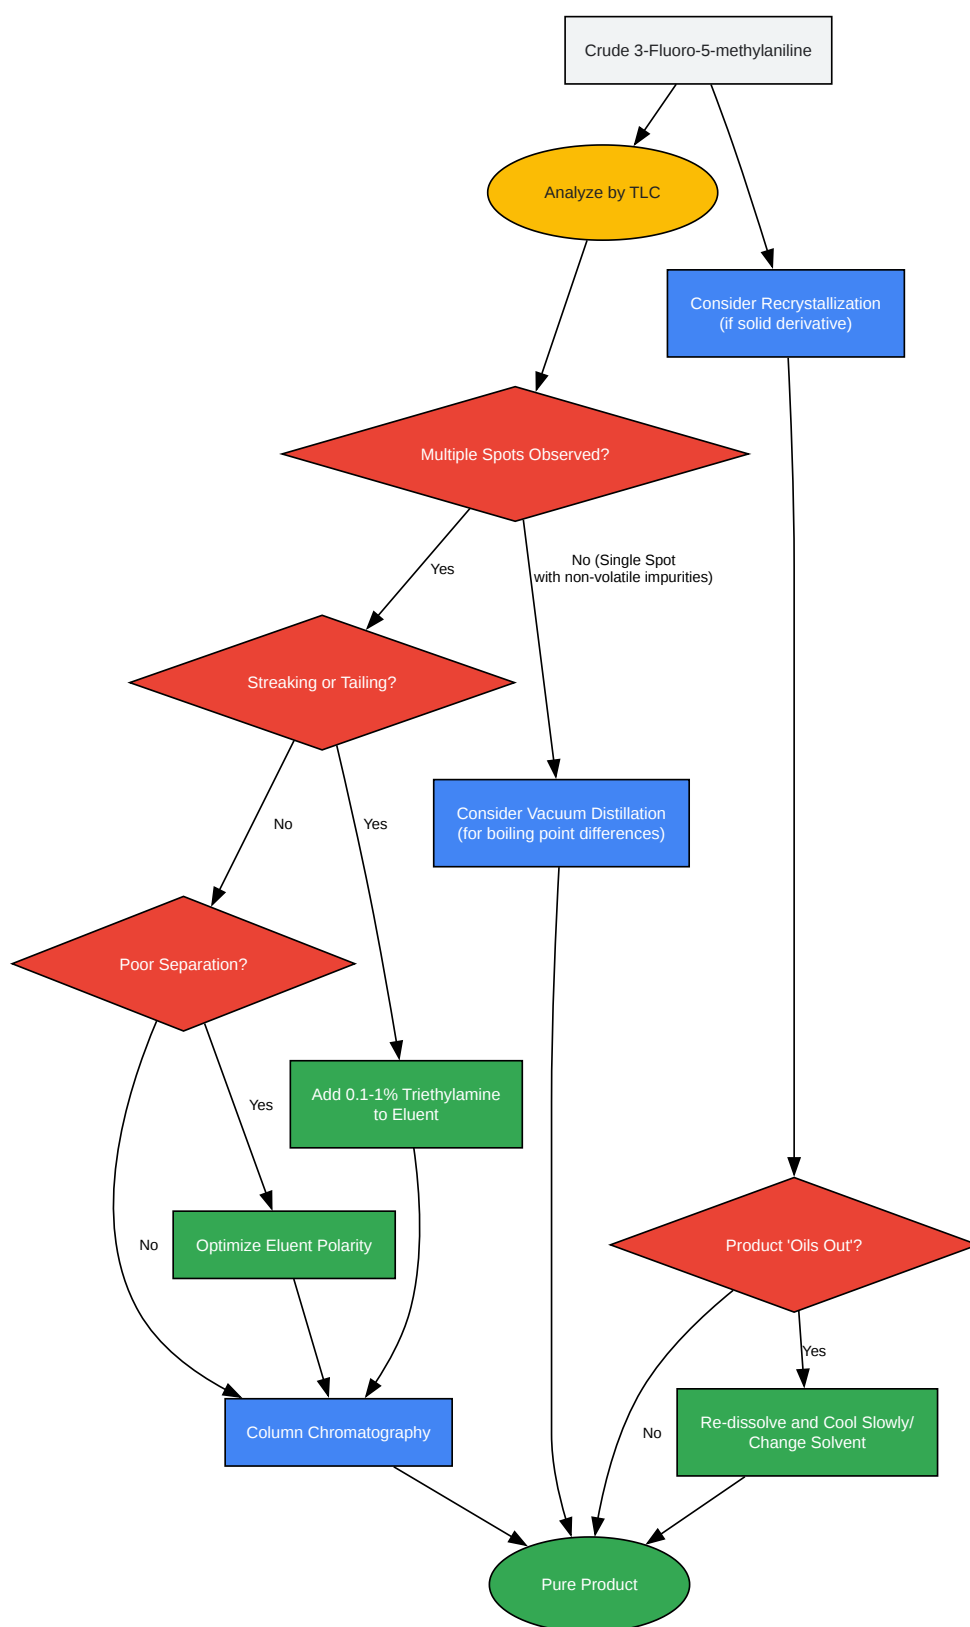 Crude 3-Fluoro-5-methylaniline
Analyze by TLC
Consider Recrystallization
(if solid derivative)
Multiple Spots Observed?
No (Single Spot
with non-volatile impurities)
Yes
Streaking or Tailing?
Consider Vacuum Distillation
(for boiling point differences)
No
Yes
Poor Separation?
Add 0.1-1% Triethylamine
to Eluent
Yes
No
Optimize Eluent Polarity
Product 'Oils Out'?
Yes
No
Re-dissolve and Cool Slowly/
Change Solvent
Column Chromatography
Pure Product